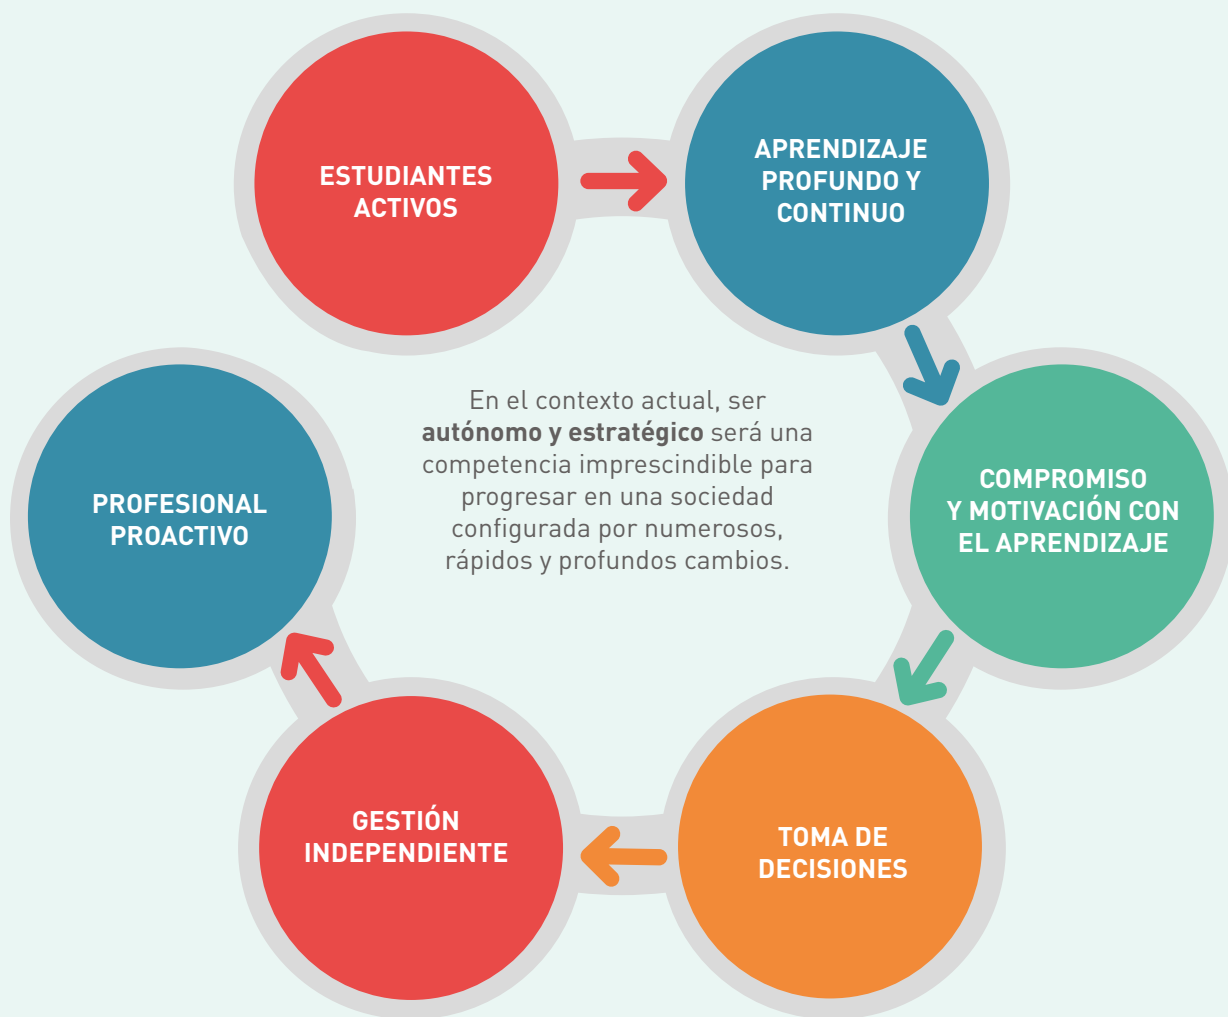 ESTUDIANTES
ACTIVOS
APRENDIZAJE
PROFUNDO Y
CONTINUO
COMPROMISO
Y MOTIVACIÓN CON
EL APRENDIZAJE
TOMA DE
DECISIONES
GESTIÓN
INDEPENDIENTE
PROFESIONAL
PROACTIVO
En el contexto actual, ser
autónomo y estratégico será una
competencia imprescindible para
progresar en una sociedad
configurada por numerosos,
rápidos y profundos cambios.